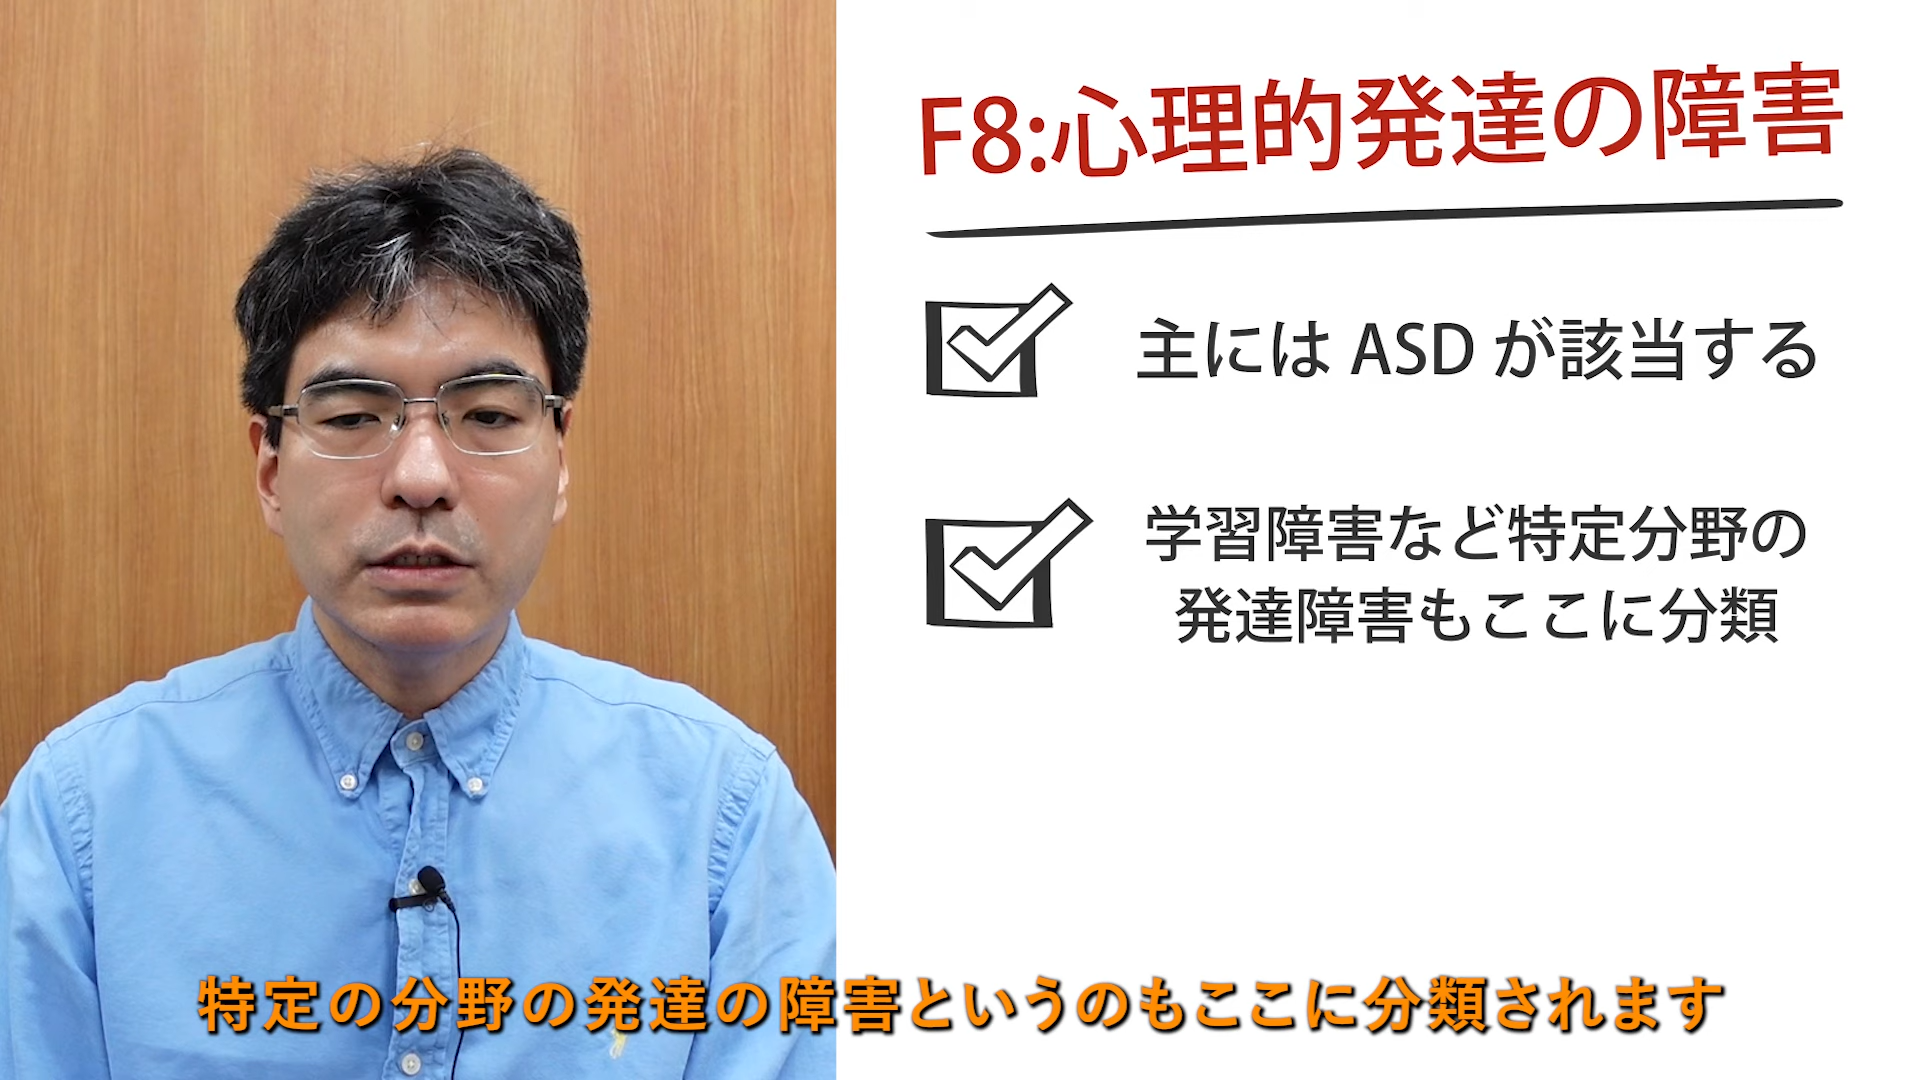 F8:心理的発達の障害
主には ASD が該当する
学習障害など特定分野の
発達障害もここに分類
特定の分野の発達の障害というのもここに分類されます